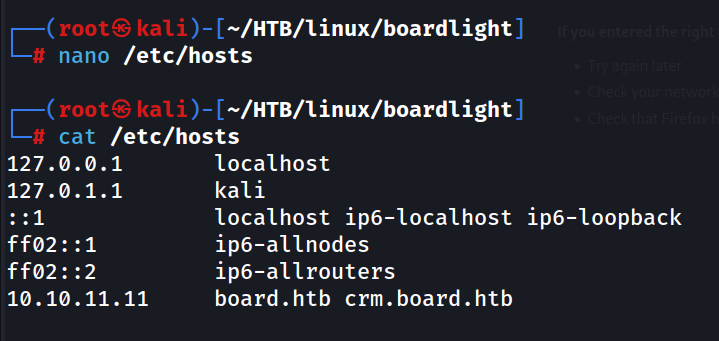 ┌──(root㉿kali)-[~/HTB/linux/boardlight]
└─# nano /etc/hosts
┌──(root㉿kali)-[~/HTB/linux/boardlight]
└─# cat /etc/hosts
127.0.0.1 localhost
127.0.1.1 kali
::1 localhost ip6-localhost ip6-loopback
ff02::1 ip6-allnodes
ff02::2 ip6-allrouters
10.10.11.11 board.htb crm.board.htb
If you entered the right
Try again later
Check your network
Check that Firefox h